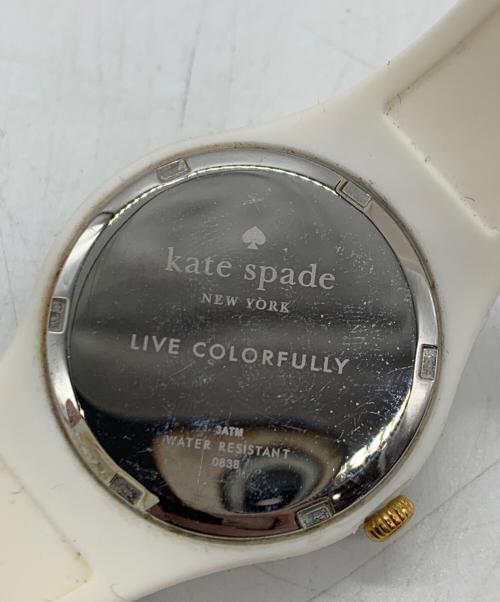 kate spade
NEW YORK
LIVE COLORFULLY
3ATM
WATER RESISTANT
0838